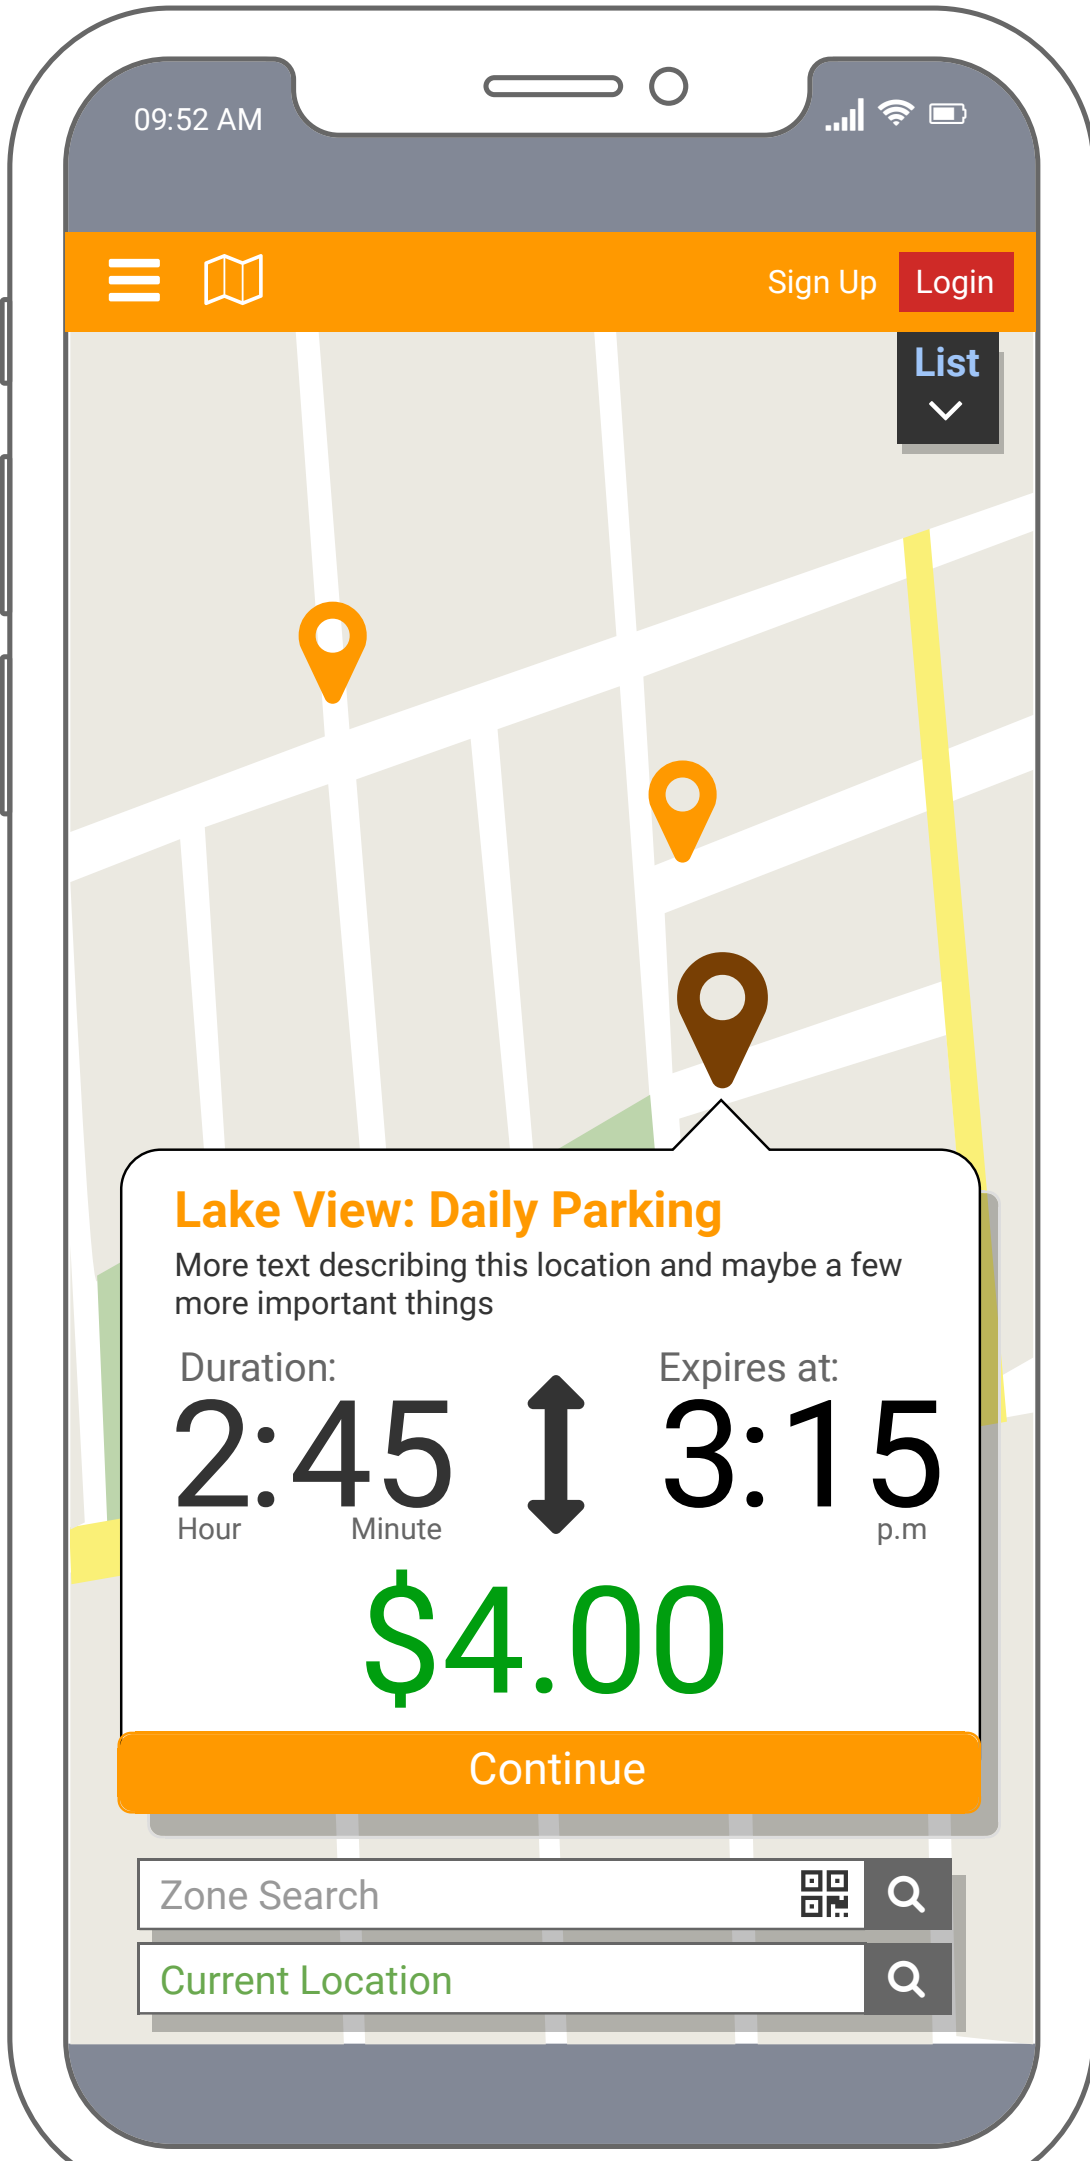 09:52 AM
Sign Up
Login
List
Lake View: Daily Parking
More text describing this location and maybe a few
more important things
Duration:
Expires at:
2:45
3:15
Hour
Minute
p.m
$4.00
Continue
Zone Search
Current Location